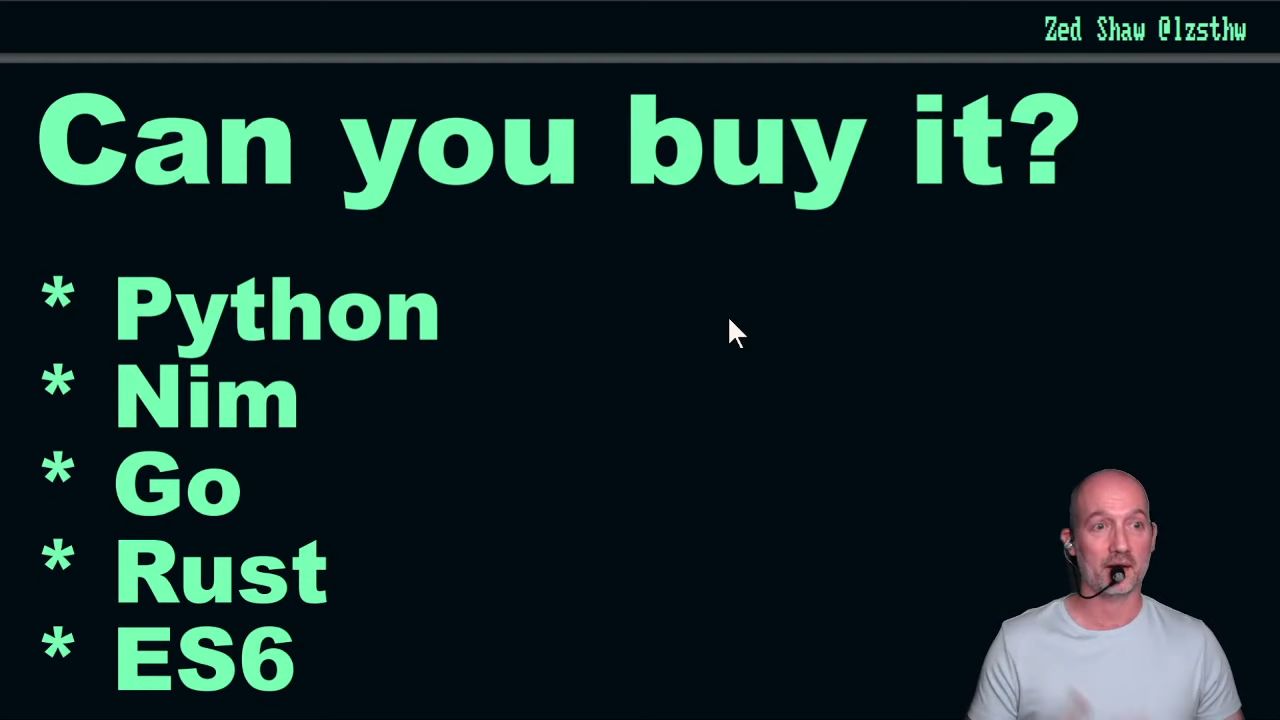 Zed Shaw @lzsthw
Can you buy it?
* Python
* Nim
* Go
* Rust
* ES6